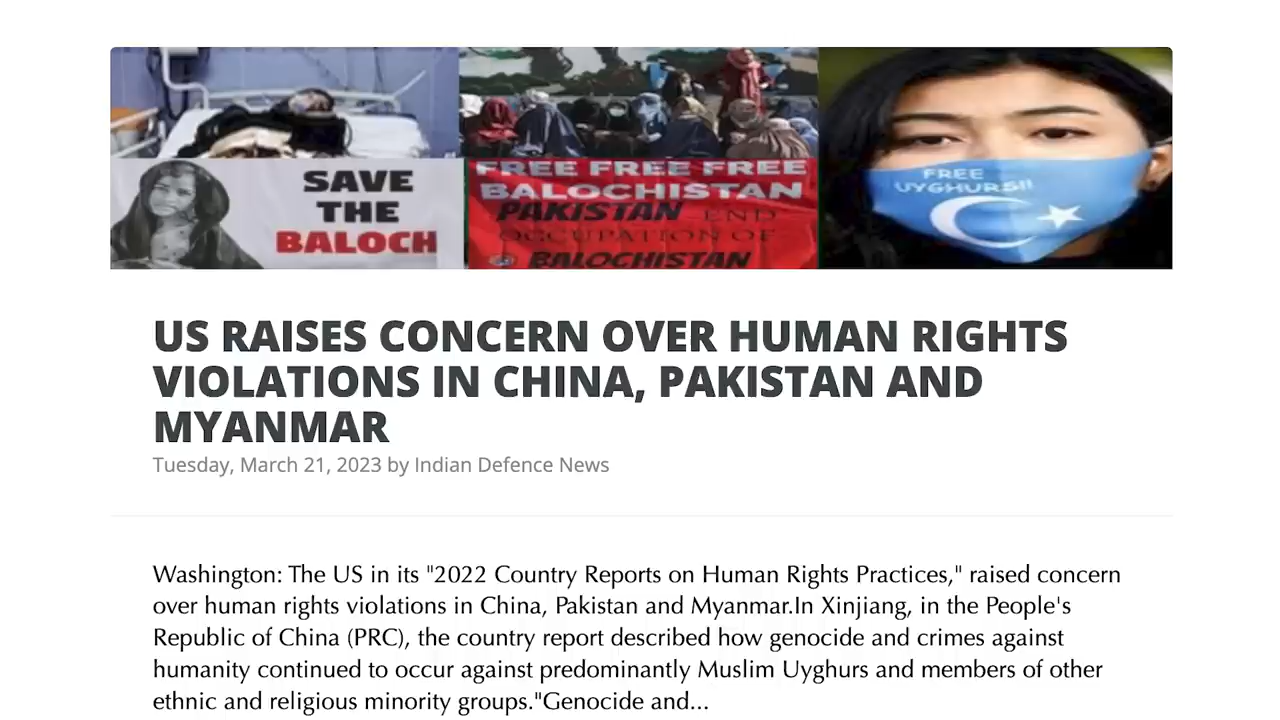 SAVE
THE
BALOCH
FREE FREE FREE
BALOCHISTAN
PAKISTAN END
OCCUPATION OF
BALOCHISTAN
FREE
UYGHURS!!
US RAISES CONCERN OVER HUMAN RIGHTS
VIOLATIONS IN CHINA, PAKISTAN AND
MYANMAR
Tuesday, March 21, 2023 by Indian Defence News
Washington: The US in its "2022 Country Reports on Human Rights Practices," raised concern
over human rights violations in China, Pakistan and Myanmar.In Xinjiang, in the People's
Republic of China (PRC), the country report described how genocide and crimes against
humanity continued to occur against predominantly Muslim Uyghurs and members of other
ethnic and religious minority groups."Genocide and...